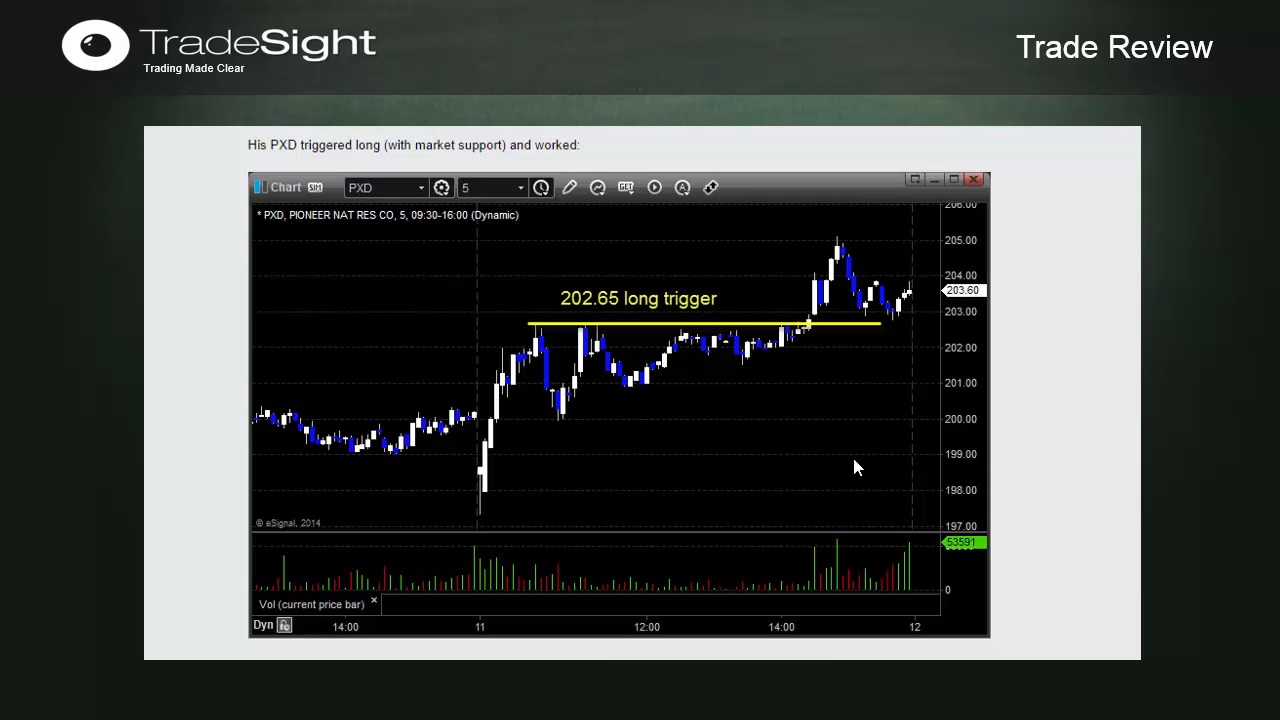 TradeSight
Trading Made Clear
Trade Review
His PXD triggered long (with market support) and worked:
Chart SIM PXD 5 GET A
* PXD, PIONEER NAT RES CO, 5, 09:30-16:00 (Dynamic)
206.00
205.00
204.00
203.60
203.00
202.00
201.00
200.00
199.00
198.00
197.00
202.65 long trigger
© eSignal, 2014
53591
0
Vol (current price bar) ×
Dyn 14:00 11 12:00 14:00 12